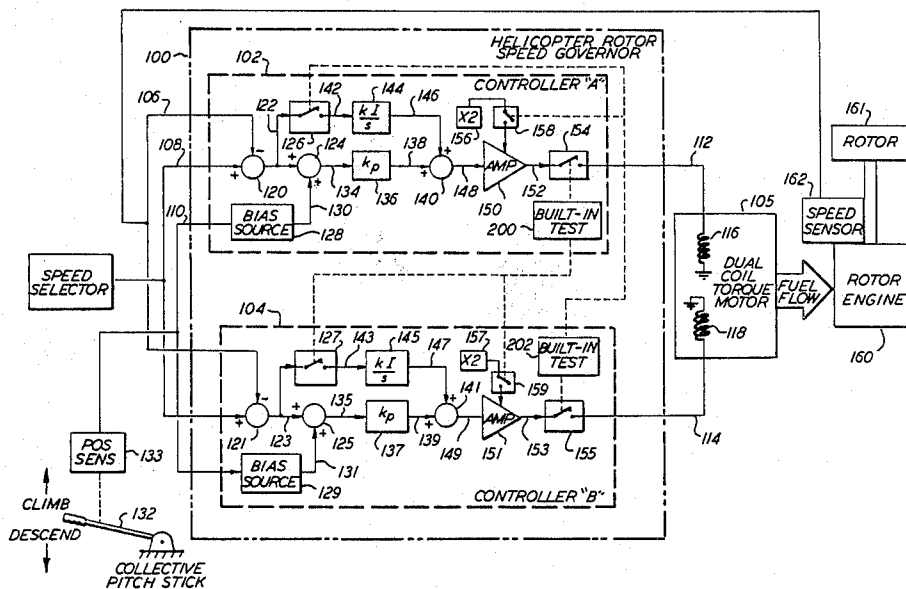 HELICOPTER ROTOR
SPEED GOVERNOR
100
102
CONTROLLER "A"
106
122
142
144
146
kI
s
126
124
X2
156
158
154
161
ROTOR
112
108
120
134
kp
136
138
140
148
AMP
150
152
162
SPEED
SENSOR
105
116
110
130
BIAS
SOURCE
128
BUILT-IN
TEST
200
DUAL
COIL
TORQUE
MOTOR
FUEL
FLOW
ROTOR
ENGINE
160
118
SPEED
SELECTOR
104
127
143
145
147
kI
s
157
X2
159
202
BUILT-IN
TEST
121
123
125
135
kp
137
139
141
149
AMP
151
153
155
114
POS
SENS
133
131
BIAS
SOURCE
129
CONTROLLER "B"
CLIMB
DESCEND
132
COLLECTIVE
PITCH STICK